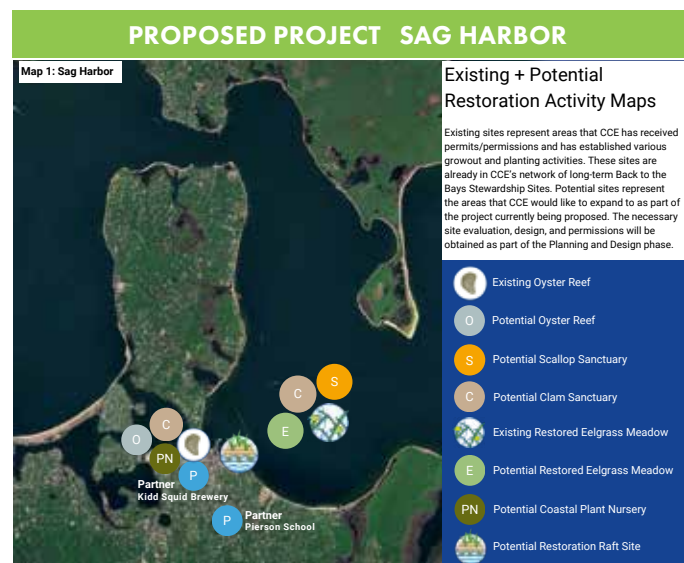 PROPOSED PROJECT SAG HARBOR
Map 1: Sag Harbor
Existing + Potential
Restoration Activity Maps
Existing sites represent areas that CCE has received
permits/permissions and has established various
growout and planting activities. These sites are
already in CCE's network of long-term Back to the
Bays Stewardship Sites. Potential sites represent
the areas that CCE would like to expand to as part of
the project currently being proposed. The necessary
site evaluation, design, and permissions will be
obtained as part of the Planning and Design phase.
Existing Oyster Reef
O Potential Oyster Reef
S Potential Scallop Sanctuary
C Potential Clam Sanctuary
Existing Restored Eelgrass Meadow
E Potential Restored Eelgrass Meadow
PN Potential Coastal Plant Nursery
Potential Restoration Raft Site
S
C
E
C
O
PN
P
Partner
Kidd Squid Brewery
P
Partner
Pierson School